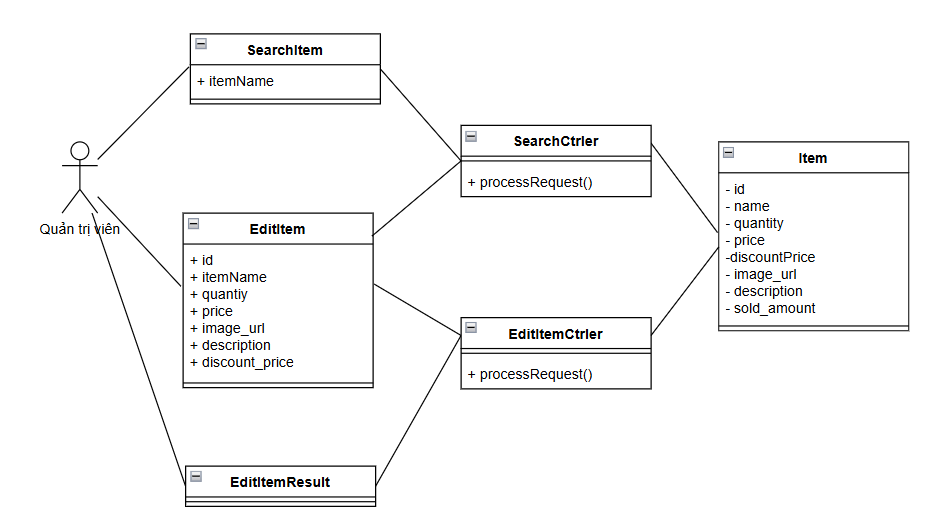 SearchItem
+ itemName
Quản trị viên
EditItem
+ id
+ itemName
+ quantiy
+ price
+ image_url
+ description
+ discount_price
EditItemResult
SearchCtrler
+ processRequest()
EditItemCtrler
+ processRequest()
Item
- id
- name
- quantity
- price
-discountPrice
- image_url
- description
- sold_amount